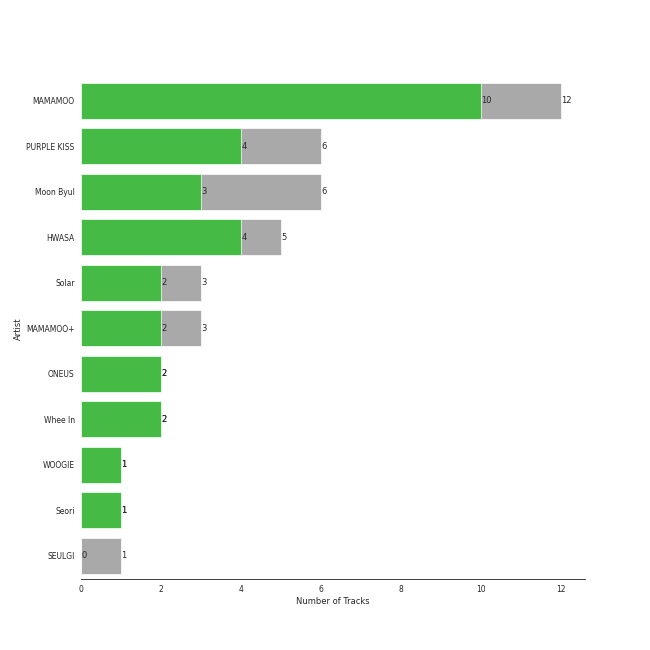 MAMAMOO 10 12
PURPLE KISS 4 6
Moon Byul 3 6
HWASA 4 5
Solar 2 3
MAMAMOO+ 2 3
ONEUS 2
Whee In 2
WOOGIE 1
Seori 1
SEULGI 0 1
Artist
0 2 4 6 8 10 12
Number of Tracks